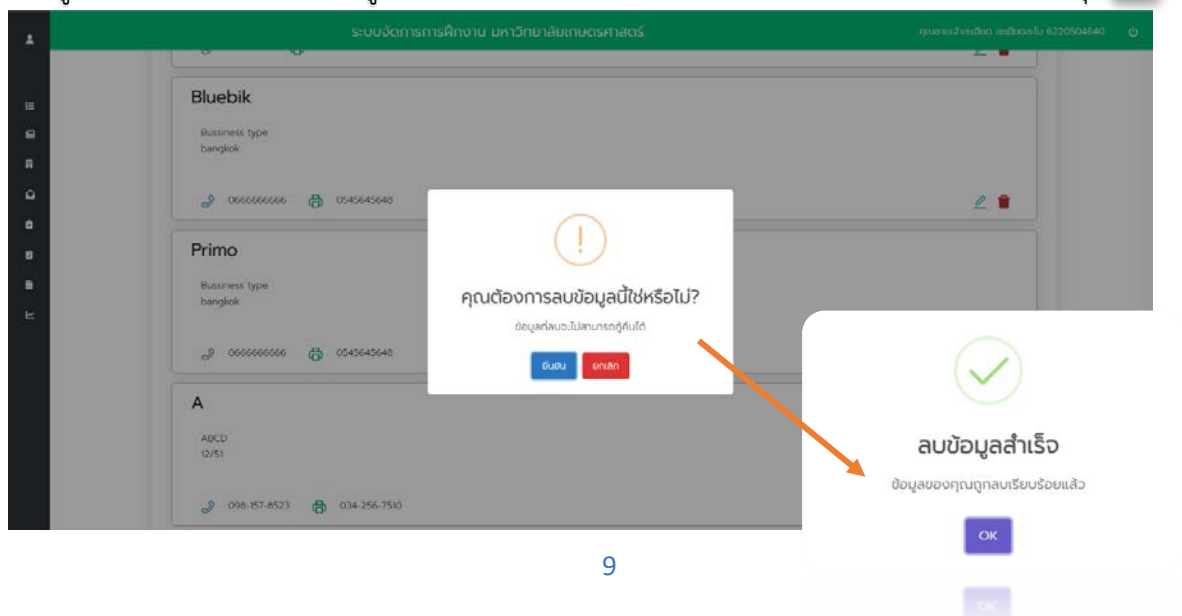 ระบบจัดการการฝึกงาน มหาวิทยาลัยเกษตรศาสตร์
6220504640
Bluebik
Bussiness type
bangkok
0666666666 0545645648
Primo
Bussiness type
bangkok
0666666666 0545645648
A
ABCD
12/51
098-157-8523 034-256-7510
คุณต้องการลบข้อมูลนี้ใช่หรือไม่?
ข้อมูลที่ลบจะไม่สามารถกู้คืนได้
ยืนยัน ยกเลิก
ลบข้อมูลสำเร็จ
ข้อมูลของคุณถูกลบเรียบร้อยแล้ว
OK
OK
9